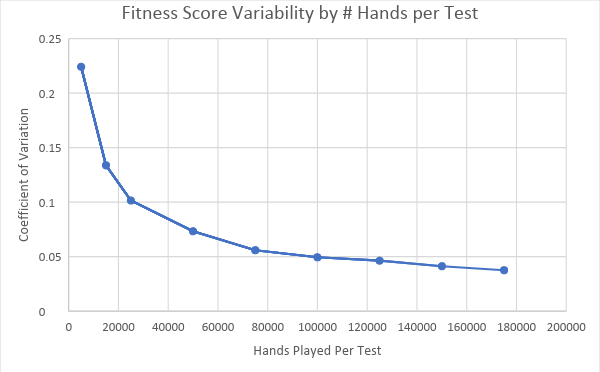 Fitness Score Variability by # Hands per Test
0.25
0.2
0.15
0.1
0.05
0
Coefficient of Variation
0 20000 40000 60000 80000 100000 120000 140000 160000 180000 200000
Hands Played Per Test